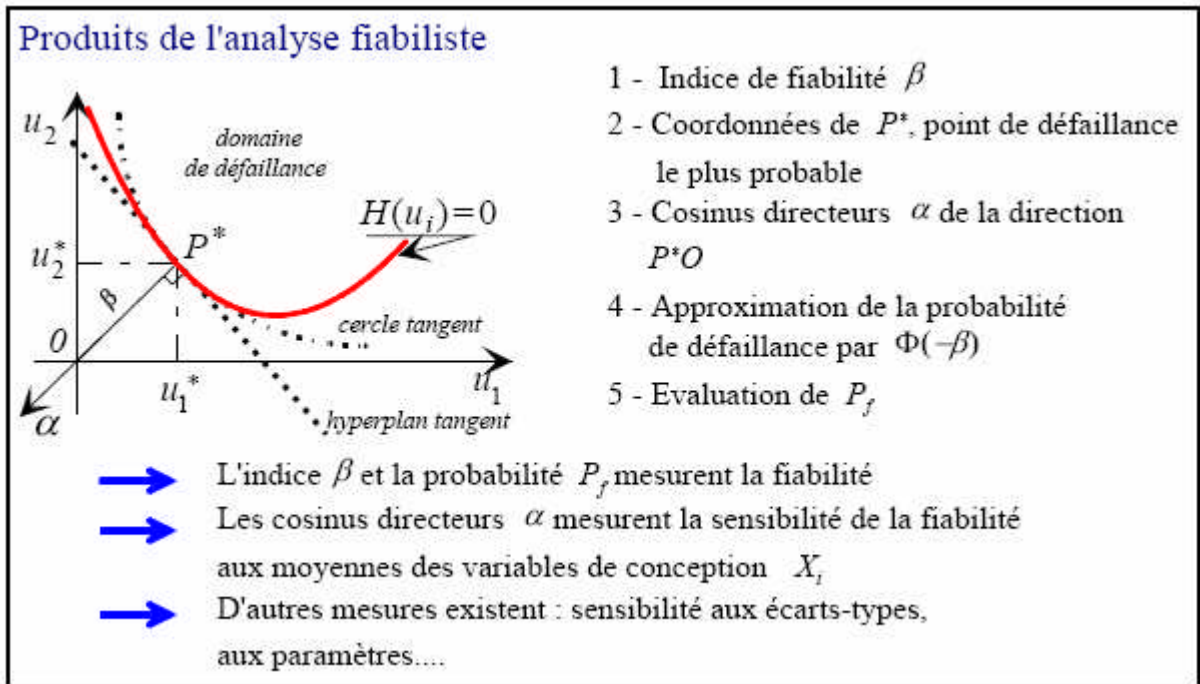 Produits de l'analyse fiabiliste
u₂
domaine
de défaillance
H(uᵢ)=0
P*
u₂*
β
cercle tangent
0
u₁*
u₁
α
hyperplan tangent
1 - Indice de fiabilité β
2 - Coordonnées de P*, point de défaillance
le plus probable
3 - Cosinus directeurs α de la direction
P*O
4 - Approximation de la probabilité
de défaillance par Φ(−β)
5 - Evaluation de P_f
L'indice β et la probabilité P_f mesurent la fiabilité
Les cosinus directeurs α mesurent la sensibilité de la fiabilité
aux moyennes des variables de conception Xᵢ
D'autres mesures existent : sensibilité aux écarts-types,
aux paramètres....